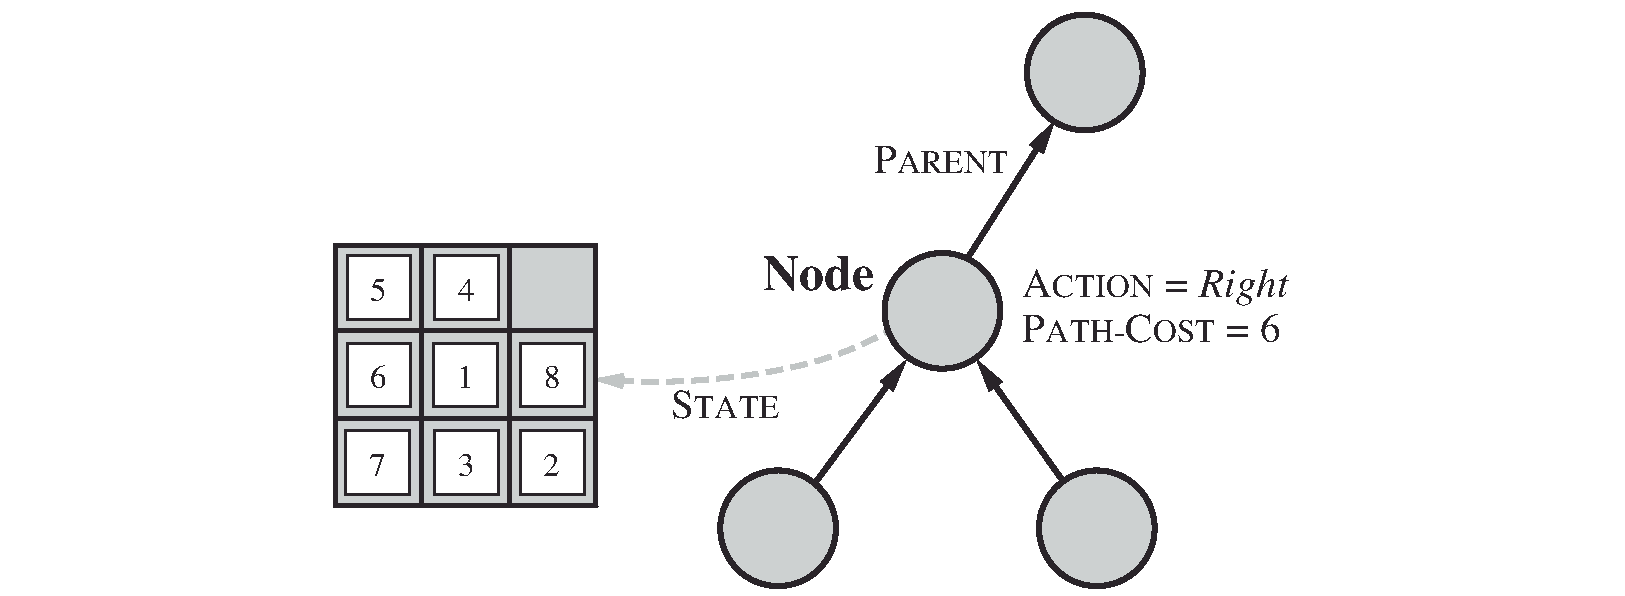 PARENT
Node
ACTION = Right
PATH-COST = 6
STATE
5 4
6 1 8
7 3 2